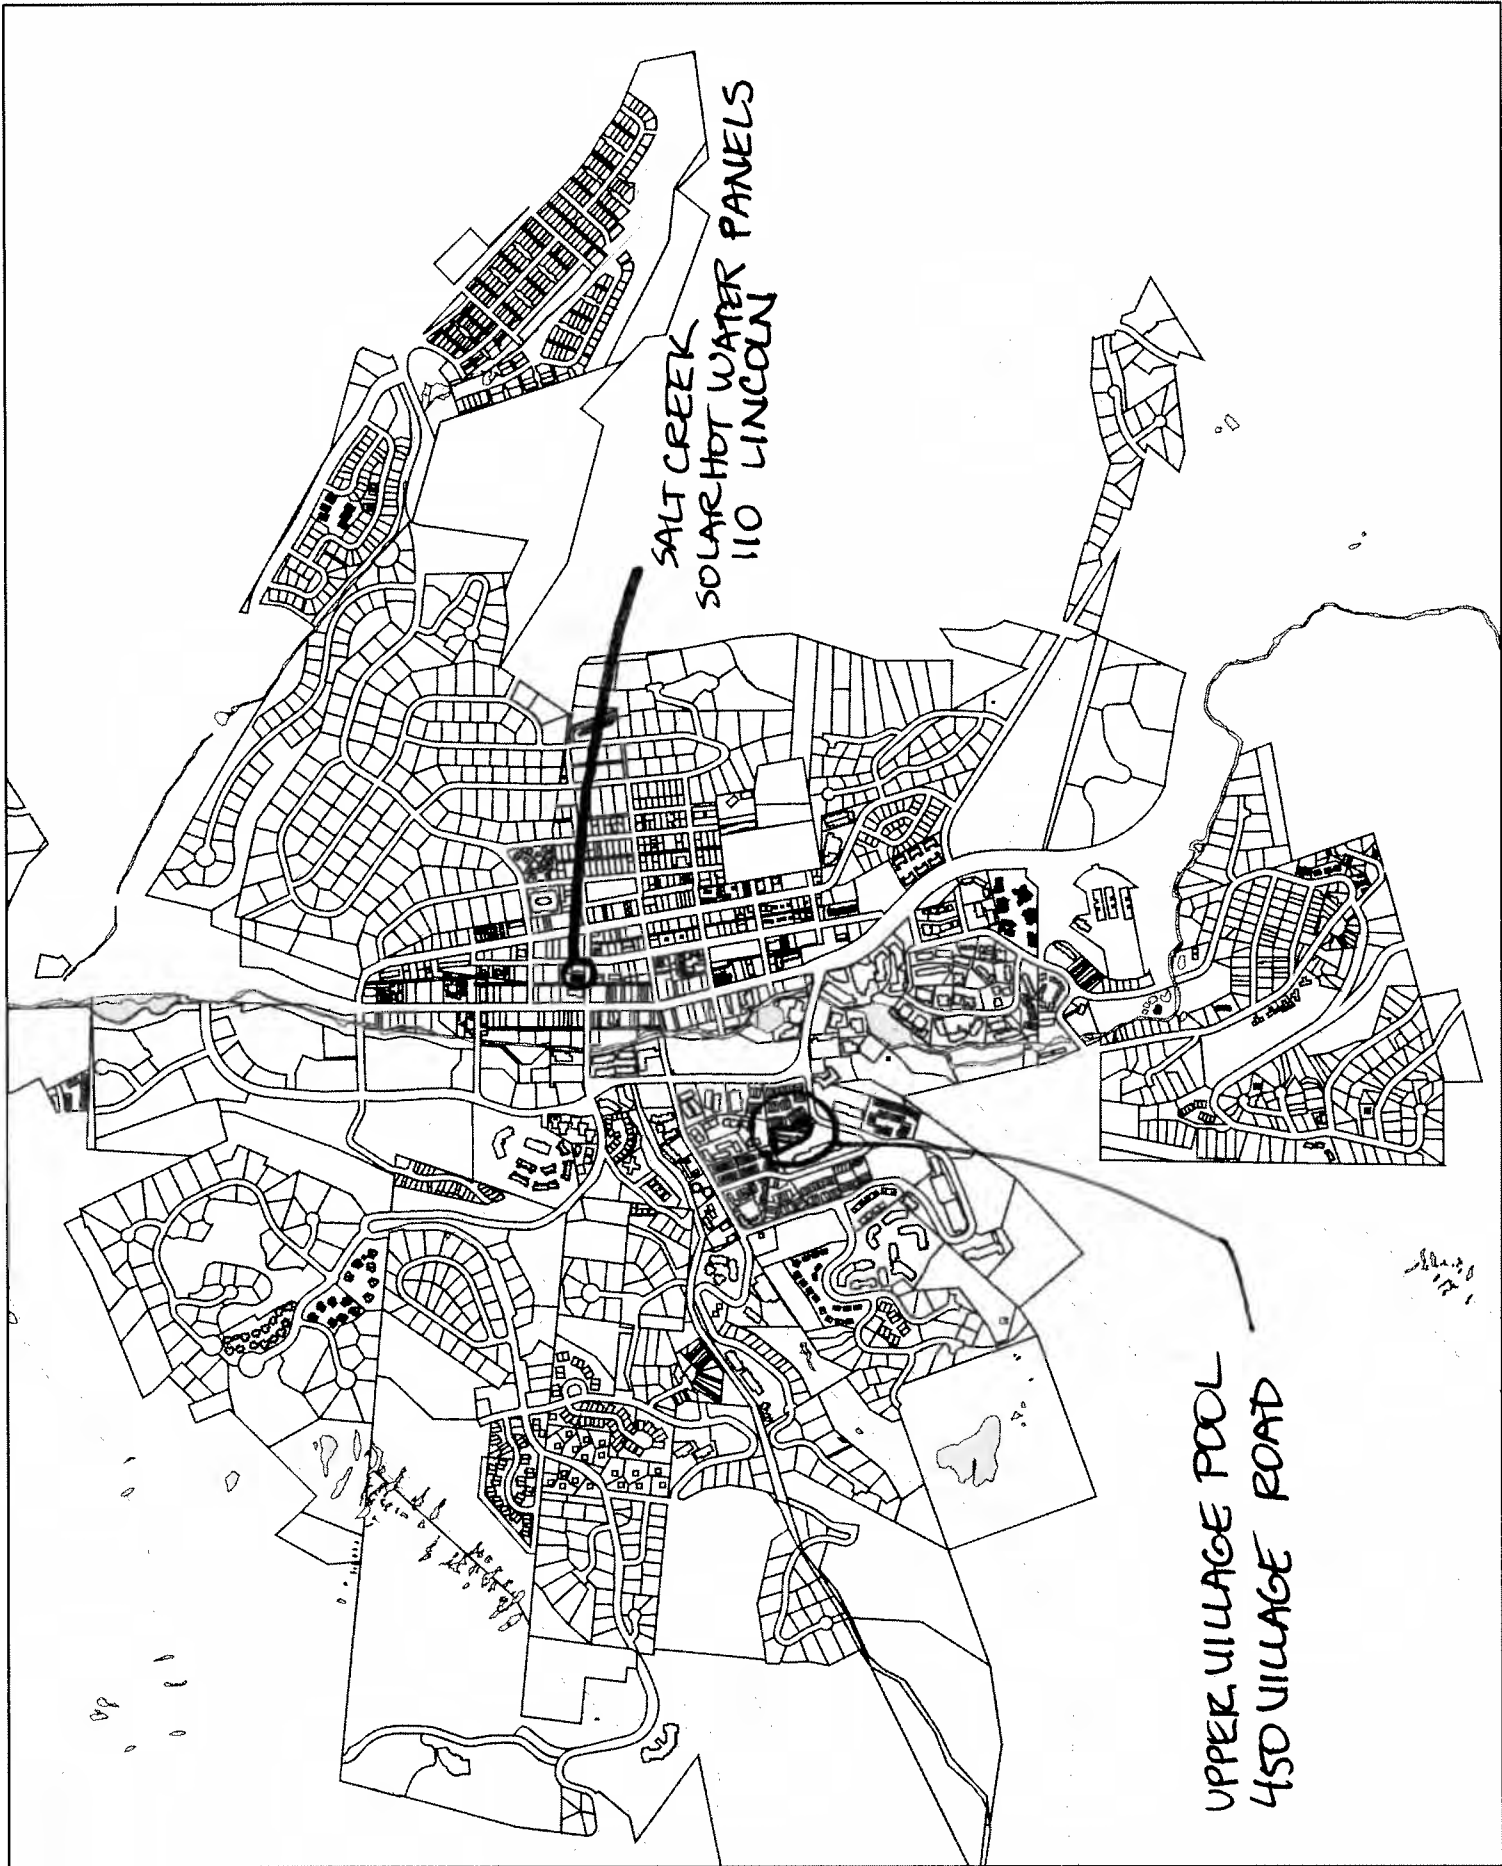 SALT CREEK
SOLAR HOT WATER PANELS
110 LINCOLN
UPPER VILLAGE POOL
450 VILLAGE ROAD